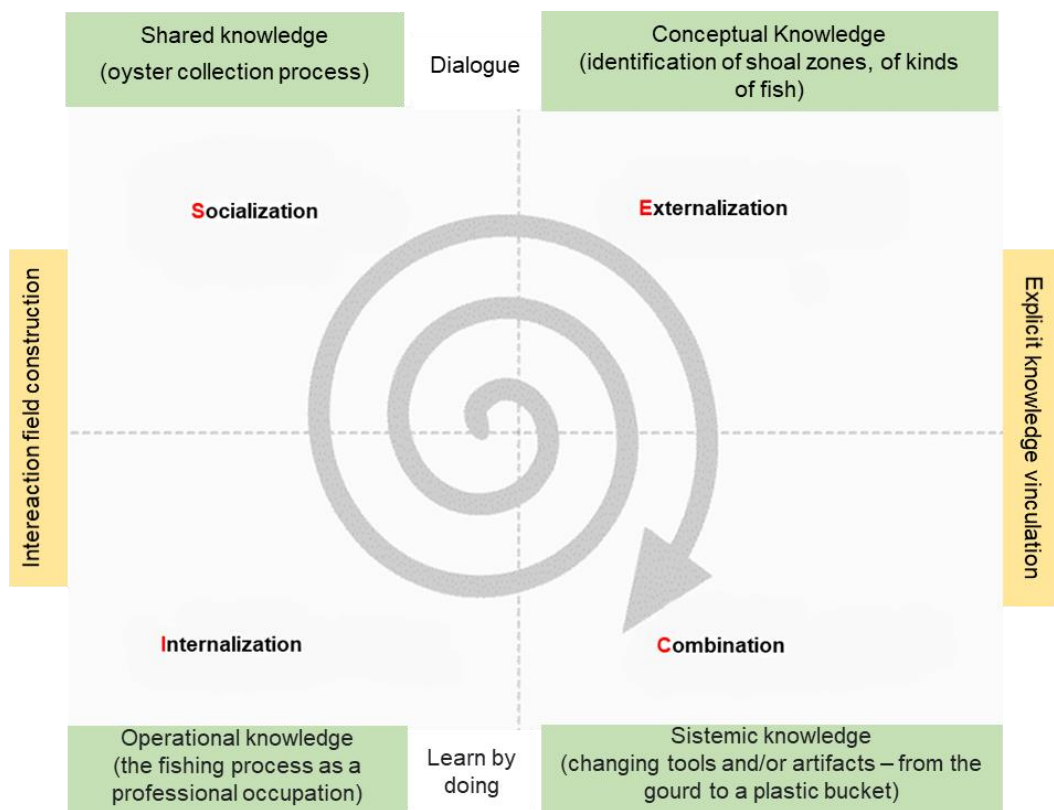 Shared knowledge
(oyster collection process)
Dialogue
Conceptual Knowledge
(identification of shoal zones, of kinds
of fish)
Socialization
Externalization
Intereaction field construction
Explicit knowledge vinculation
Internalization
Combination
Operational knowledge
(the fishing process as a
professional occupation)
Learn by
doing
Sistemic knowledge
(changing tools and/or artifacts – from the
gourd to a plastic bucket)